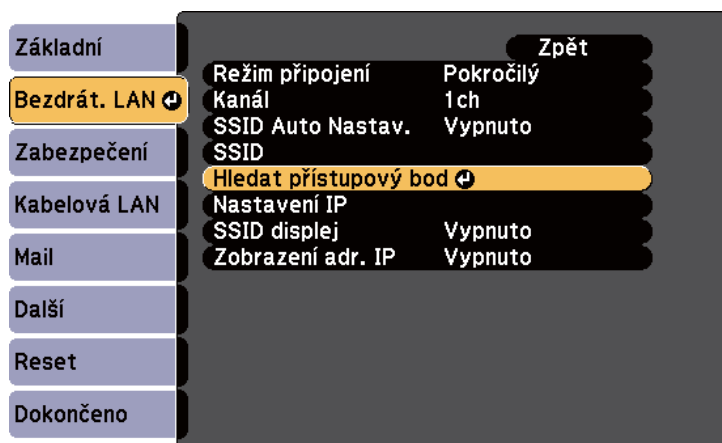 Základní
Bezdrát. LAN
Zabezpečení
Kabelová LAN
Mail
Další
Reset
Dokončeno
Zpět
Režim připojení Pokročilý
Kanál 1ch
SSID Auto Nastav. Vypnuto
SSID
Hledat přístupový bod
Nastavení IP
SSID displej Vypnuto
Zobrazení adr. IP Vypnuto